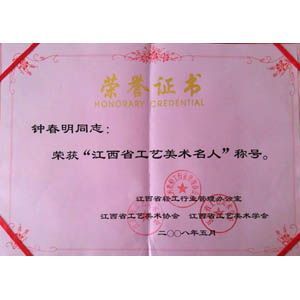 荣誉证书
HONORARY CREDENTIAL
钟春明同志：
荣获“江西省工艺美术名人”称号。
江西省轻工行业管理办公室
江西省工艺美术协会 江西省工艺美术学会
二〇〇八年五月